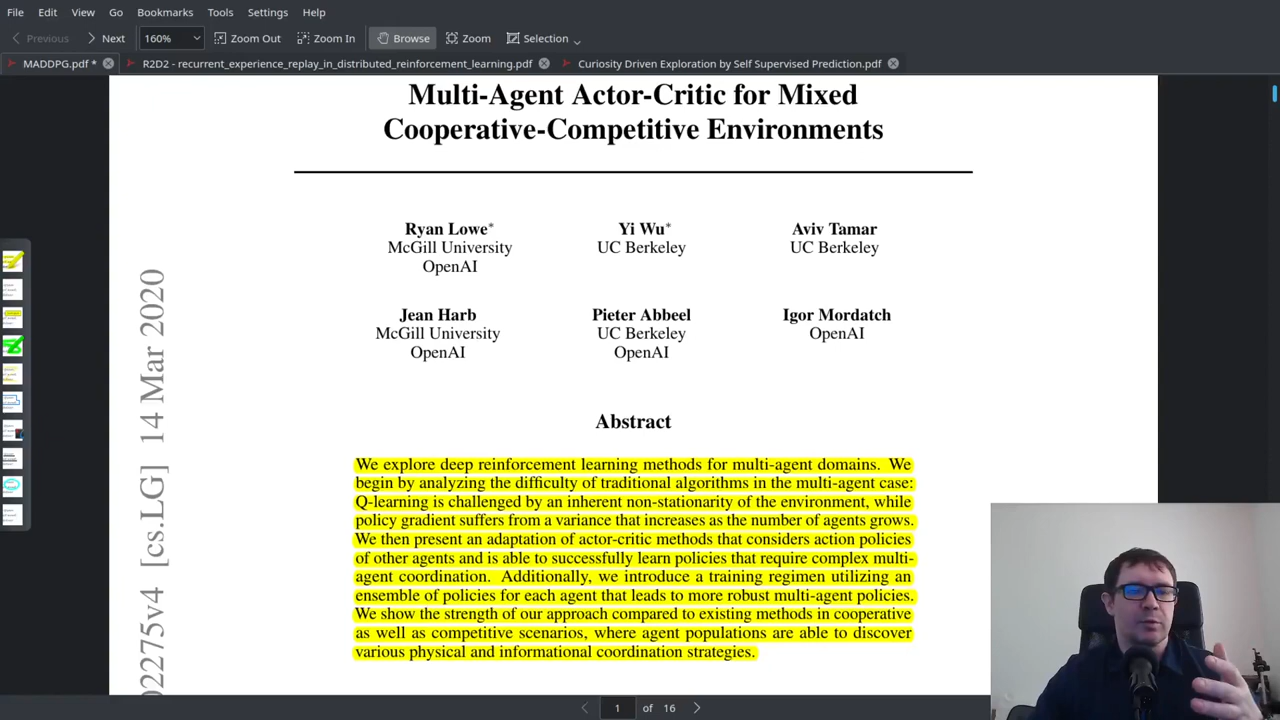 File Edit View Go Bookmarks Tools Settings Help
Previous Next 160% Zoom Out Zoom In Browse Zoom Selection
MADDPG.pdf * R2D2 - recurrent_experience_replay_in_distributed_reinforcement_learning.pdf Curiosity Driven Exploration by Self Supervised Prediction.pdf
Multi-Agent Actor-Critic for Mixed
Cooperative-Competitive Environments
Ryan Lowe* Yi Wu* Aviv Tamar
McGill University UC Berkeley UC Berkeley
OpenAI
Jean Harb Pieter Abbeel Igor Mordatch
McGill University UC Berkeley OpenAI
OpenAI OpenAI
02275v4 [cs.LG] 14 Mar 2020
Abstract
We explore deep reinforcement learning methods for multi-agent domains. We
begin by analyzing the difficulty of traditional algorithms in the multi-agent case:
Q-learning is challenged by an inherent non-stationarity of the environment, while
policy gradient suffers from a variance that increases as the number of agents grows.
We then present an adaptation of actor-critic methods that considers action policies
of other agents and is able to successfully learn policies that require complex multi-
agent coordination. Additionally, we introduce a training regimen utilizing an
ensemble of policies for each agent that leads to more robust multi-agent policies.
We show the strength of our approach compared to existing methods in cooperative
as well as competitive scenarios, where agent populations are able to discover
various physical and informational coordination strategies.
1 of 16